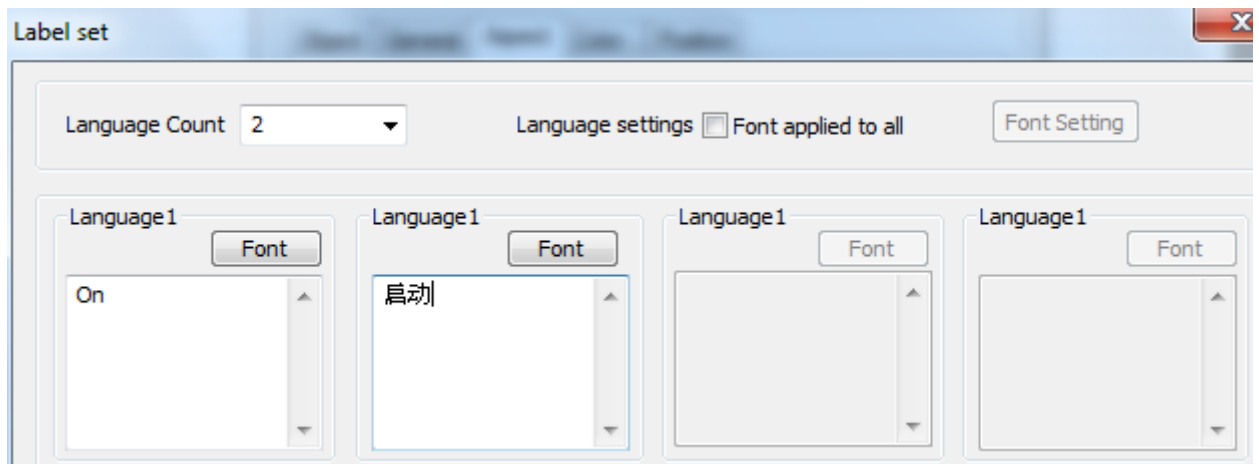 Label set
Language Count 2 Language settings Font applied to all Font Setting
Language1 Language1 Language1 Language1
Font Font Font Font
On 启动